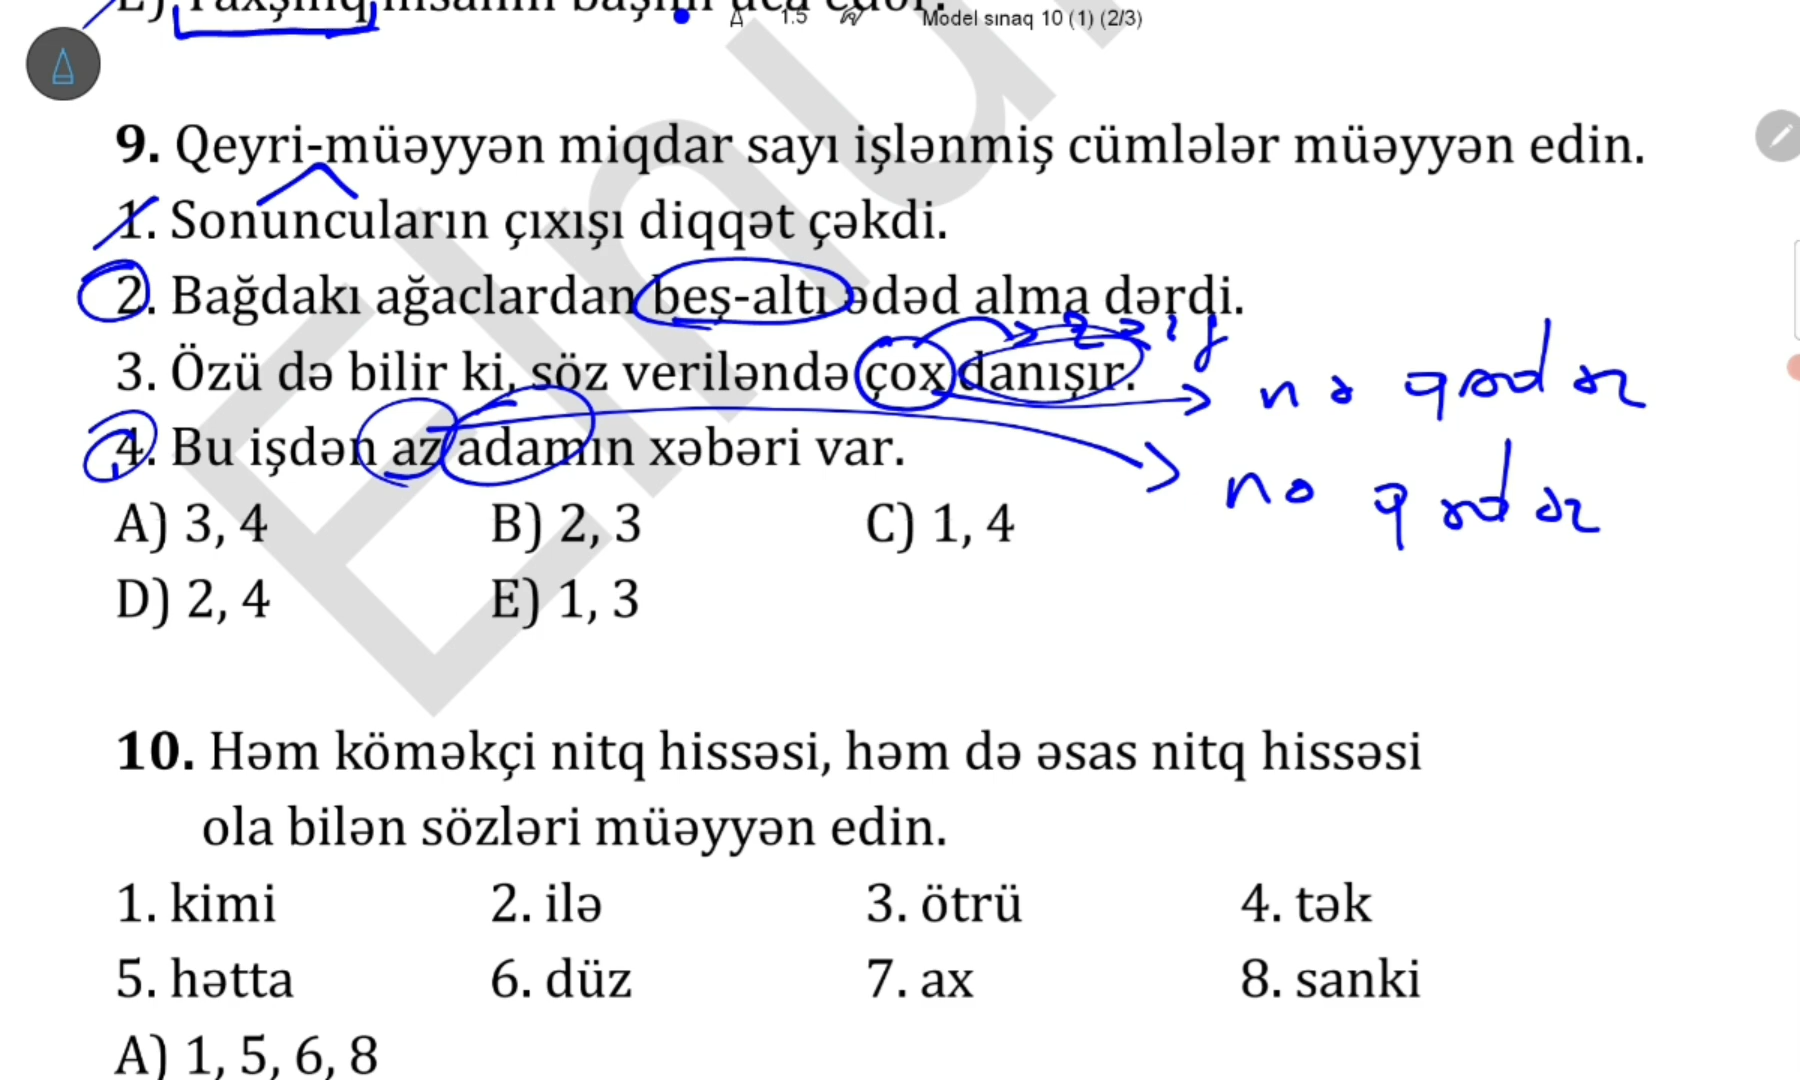 1.5 Model sınaq 10 (1) (2/3)
9. Qeyri-müəyyən miqdar sayı işlənmiş cümlələr müəyyən edin.
1. Sonuncuların çıxışı diqqət çəkdi.
2. Bağdakı ağaclardan beş-altı ədəd alma dərdi.
3. Özü də bilir ki, söz veriləndə çox danışır.
zərf
nə qədər
4. Bu işdən az adamın xəbəri var.
nə qədər
A) 3, 4 B) 2, 3 C) 1, 4
D) 2, 4 E) 1, 3
10. Həm köməkçi nitq hissəsi, həm də əsas nitq hissəsi
ola bilən sözləri müəyyən edin.
1. kimi 2. ilə 3. ötrü 4. tək
5. hətta 6. düz 7. ax 8. sanki
A) 1, 5, 6, 8